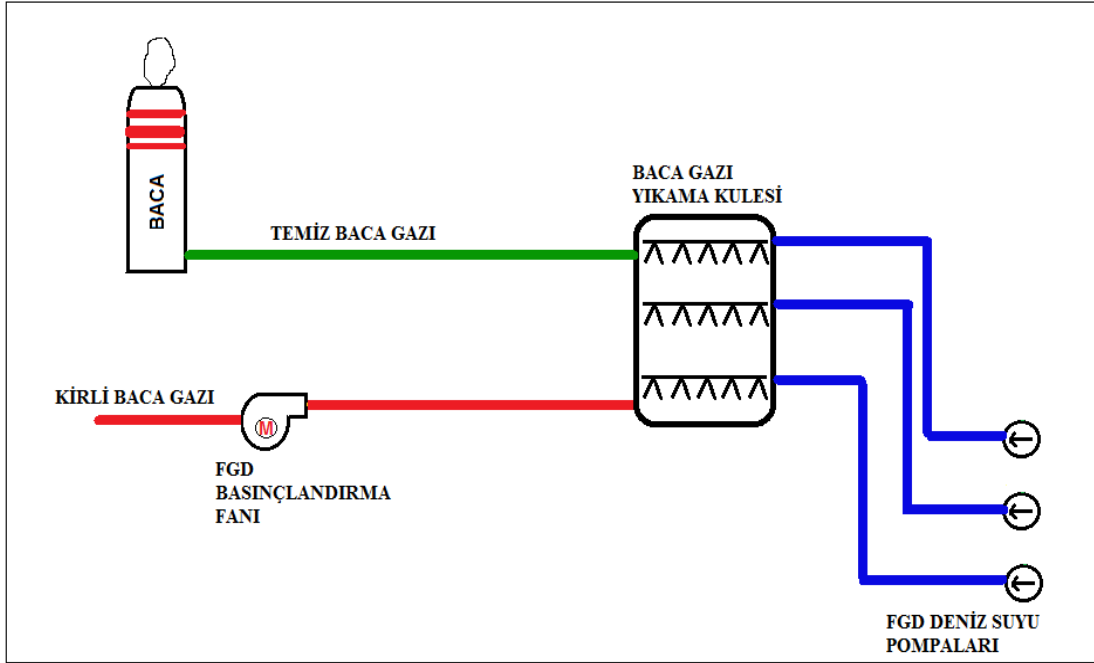 BACA
TEMİZ BACA GAZI
BACA GAZI
YIKAMA KULESİ
KİRLİ BACA GAZI
M
FGD
BASINÇLANDIRMA
FANI
FGD DENİZ SUYU
POMPALARI